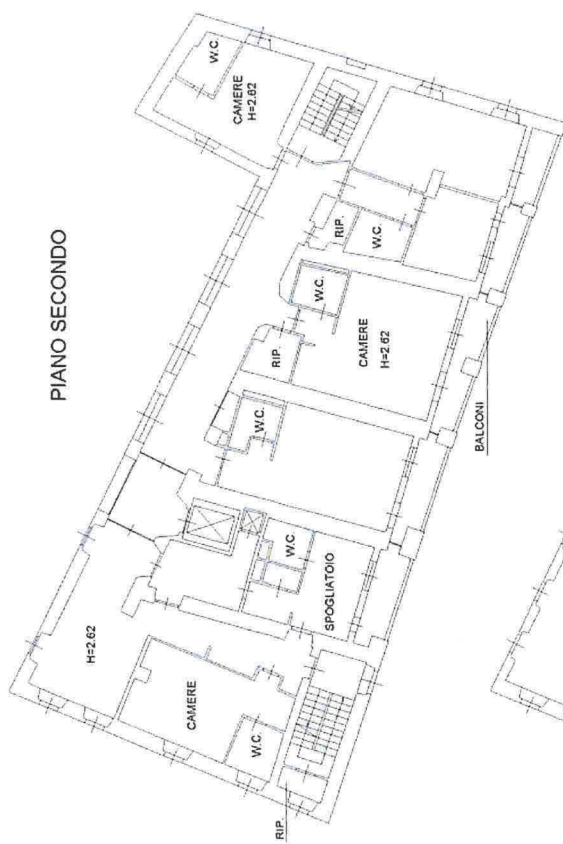 PIANO SECONDO
W.C.
CAMERE
H=2.62
RIP.
W.C.
W.C.
RIP.
CAMERE
H=2.62
W.C.
BALCONI
H=2.62
W.C.
SPOGLIATOIO
CAMERE
W.C.
RIP.